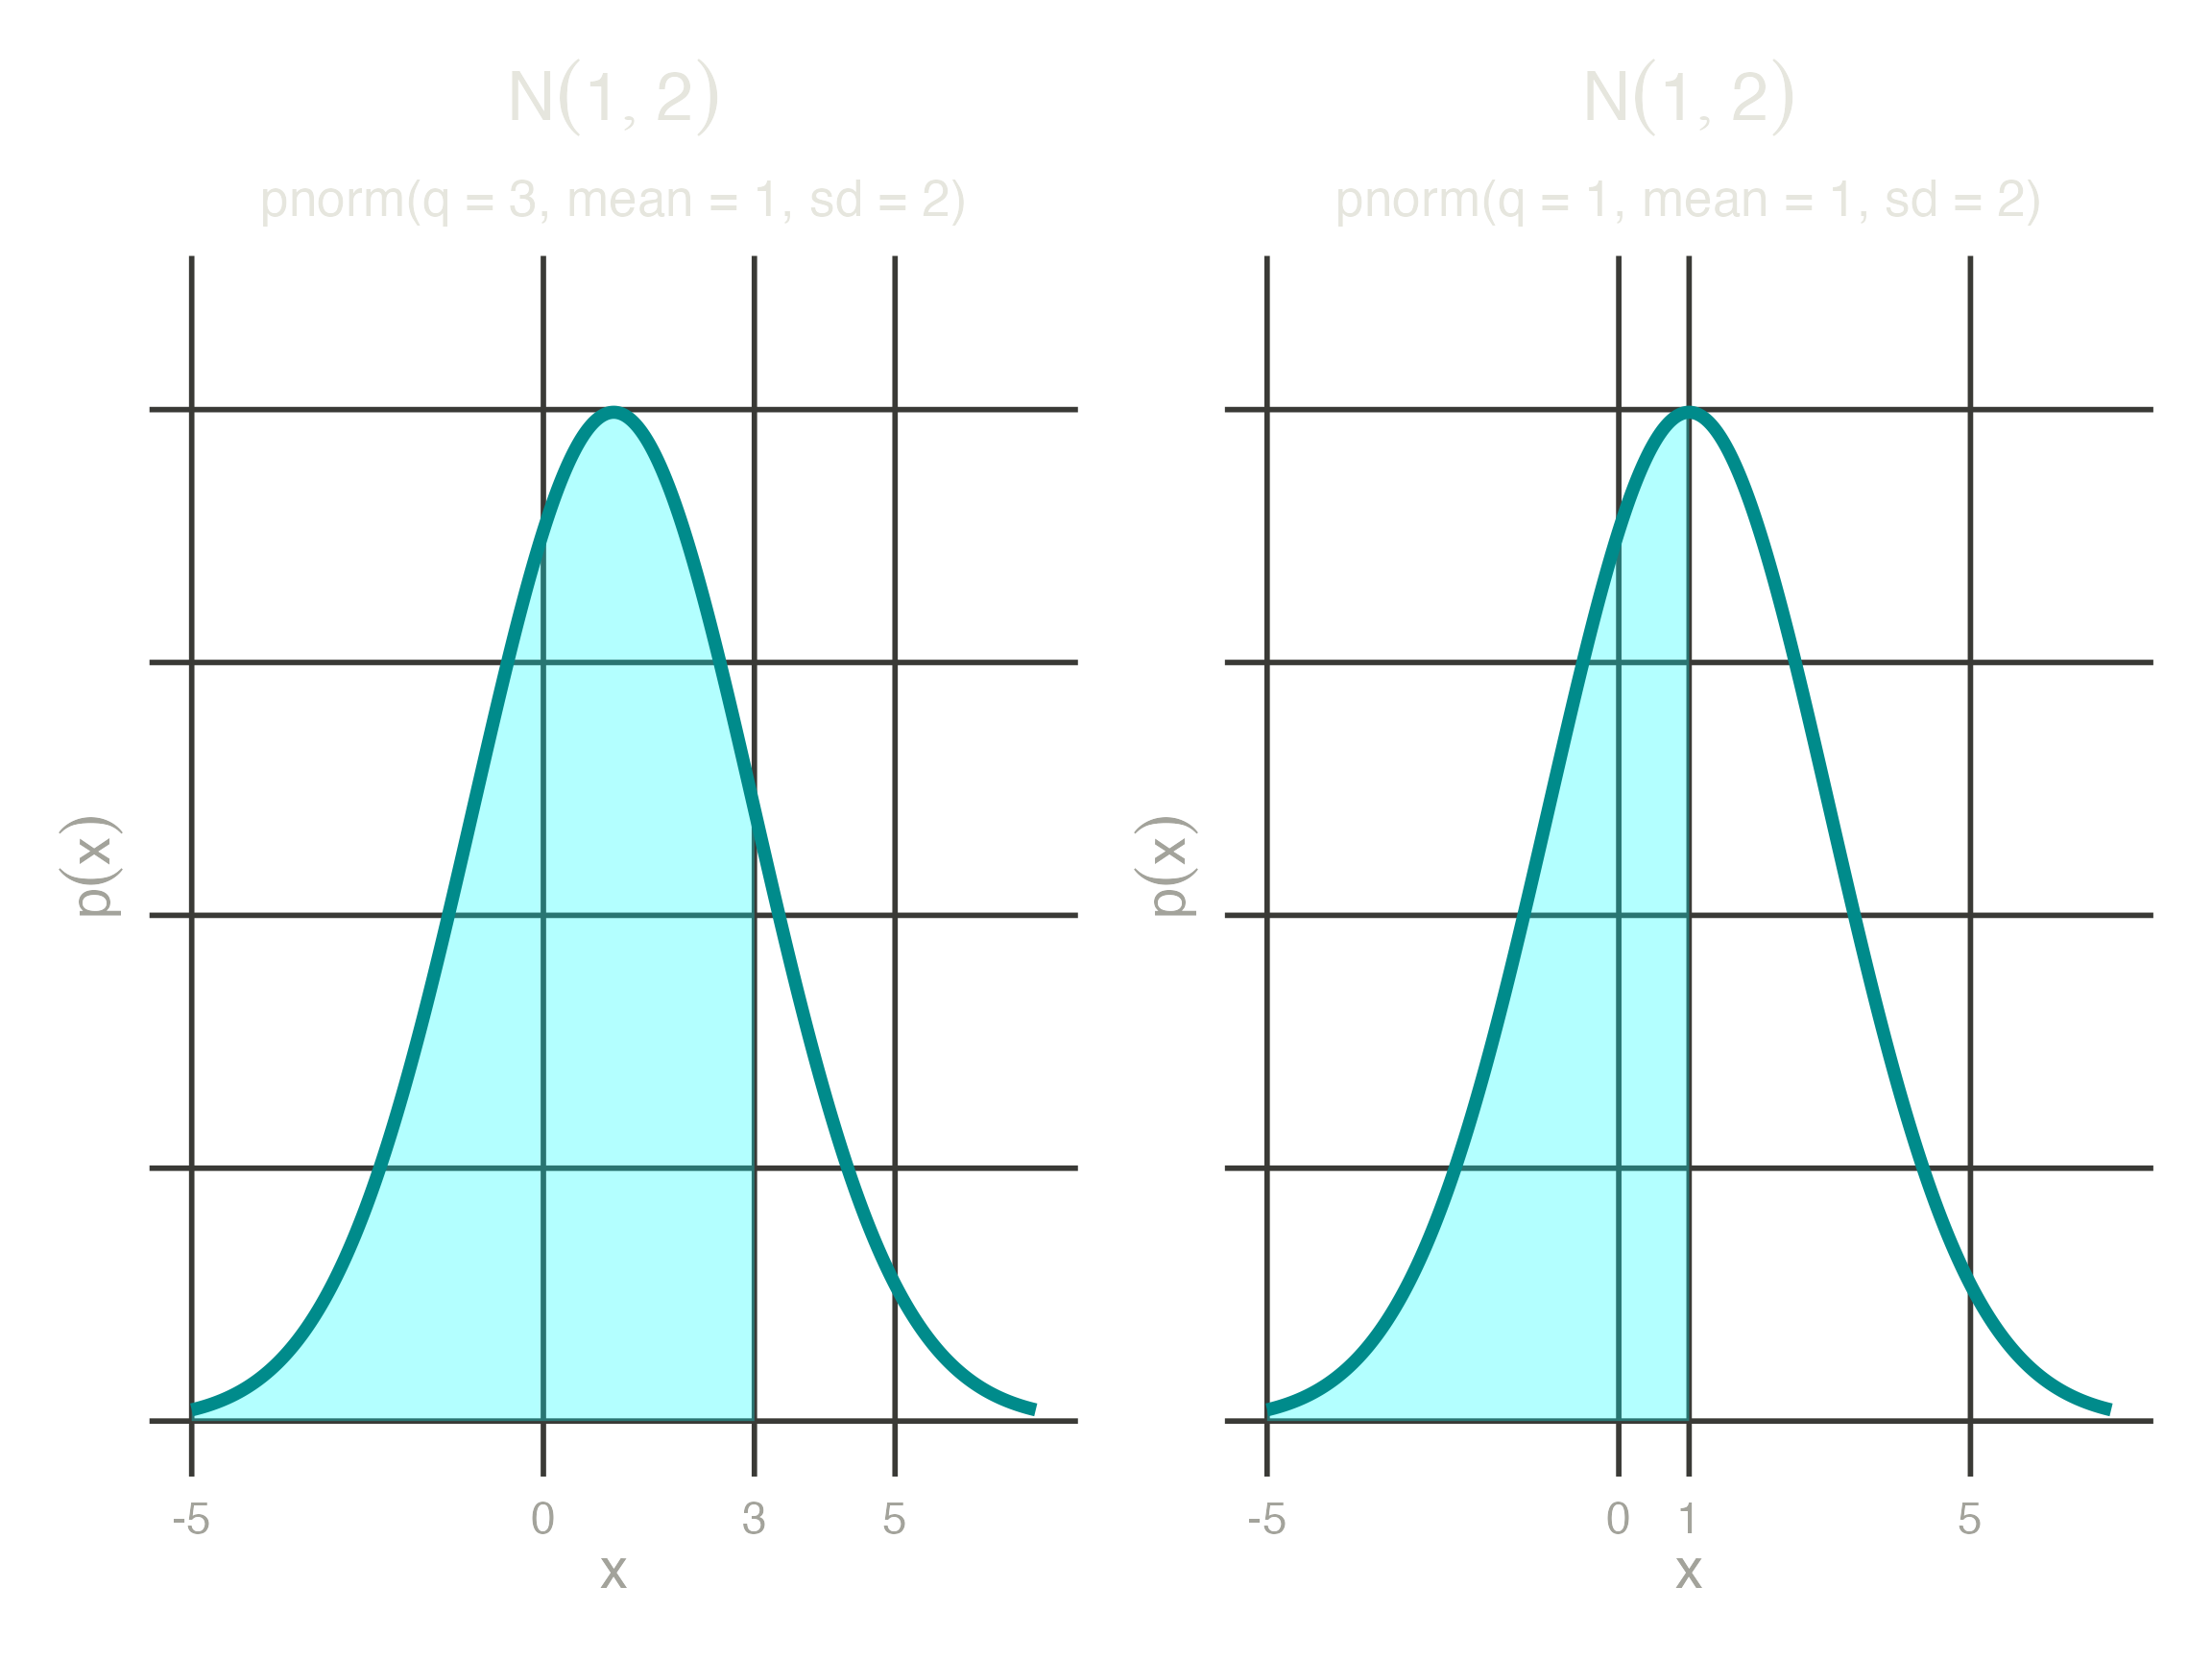 N(1, 2)
pnorm(q = 3, mean = 1, sd = 2)
p(x)
-5 0 3 5
x
N(1, 2)
pnorm(q = 1, mean = 1, sd = 2)
p(x)
-5 0 1 5
x